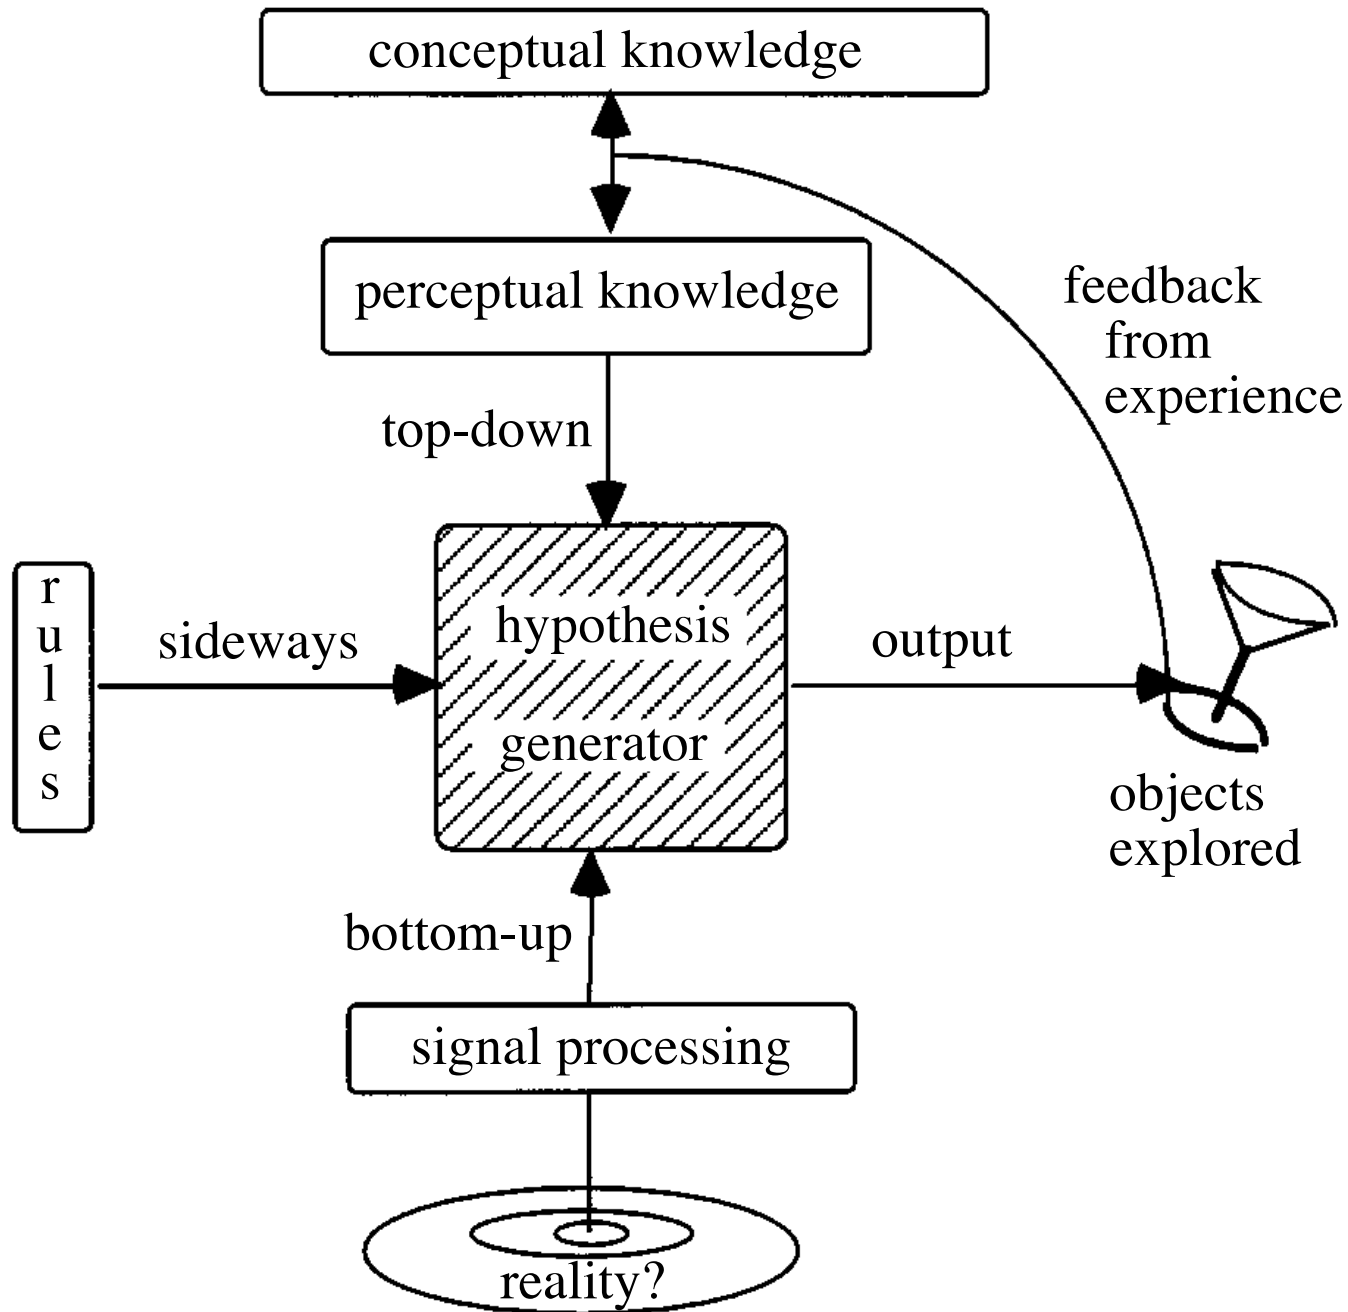 conceptual knowledge
perceptual knowledge
feedback
from
experience
top-down
rules
sideways
hypothesis
generator
output
objects
explored
bottom-up
signal processing
reality?